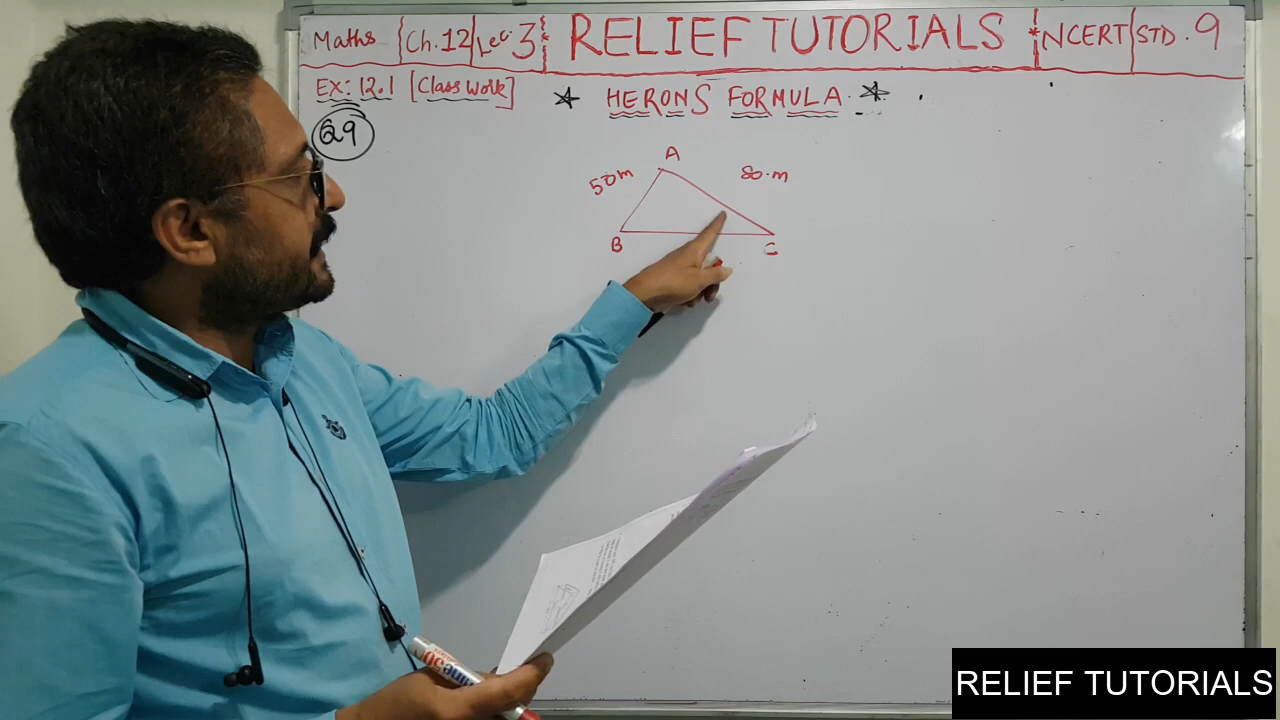 Maths Ch.12 Lec. 3 RELIEF TUTORIALS NCERT STD. 9
Ex: 12.1 [Class work] HERONS FORMULA
Q9
A
50m 80.m
B C
RELIEF TUTORIALS